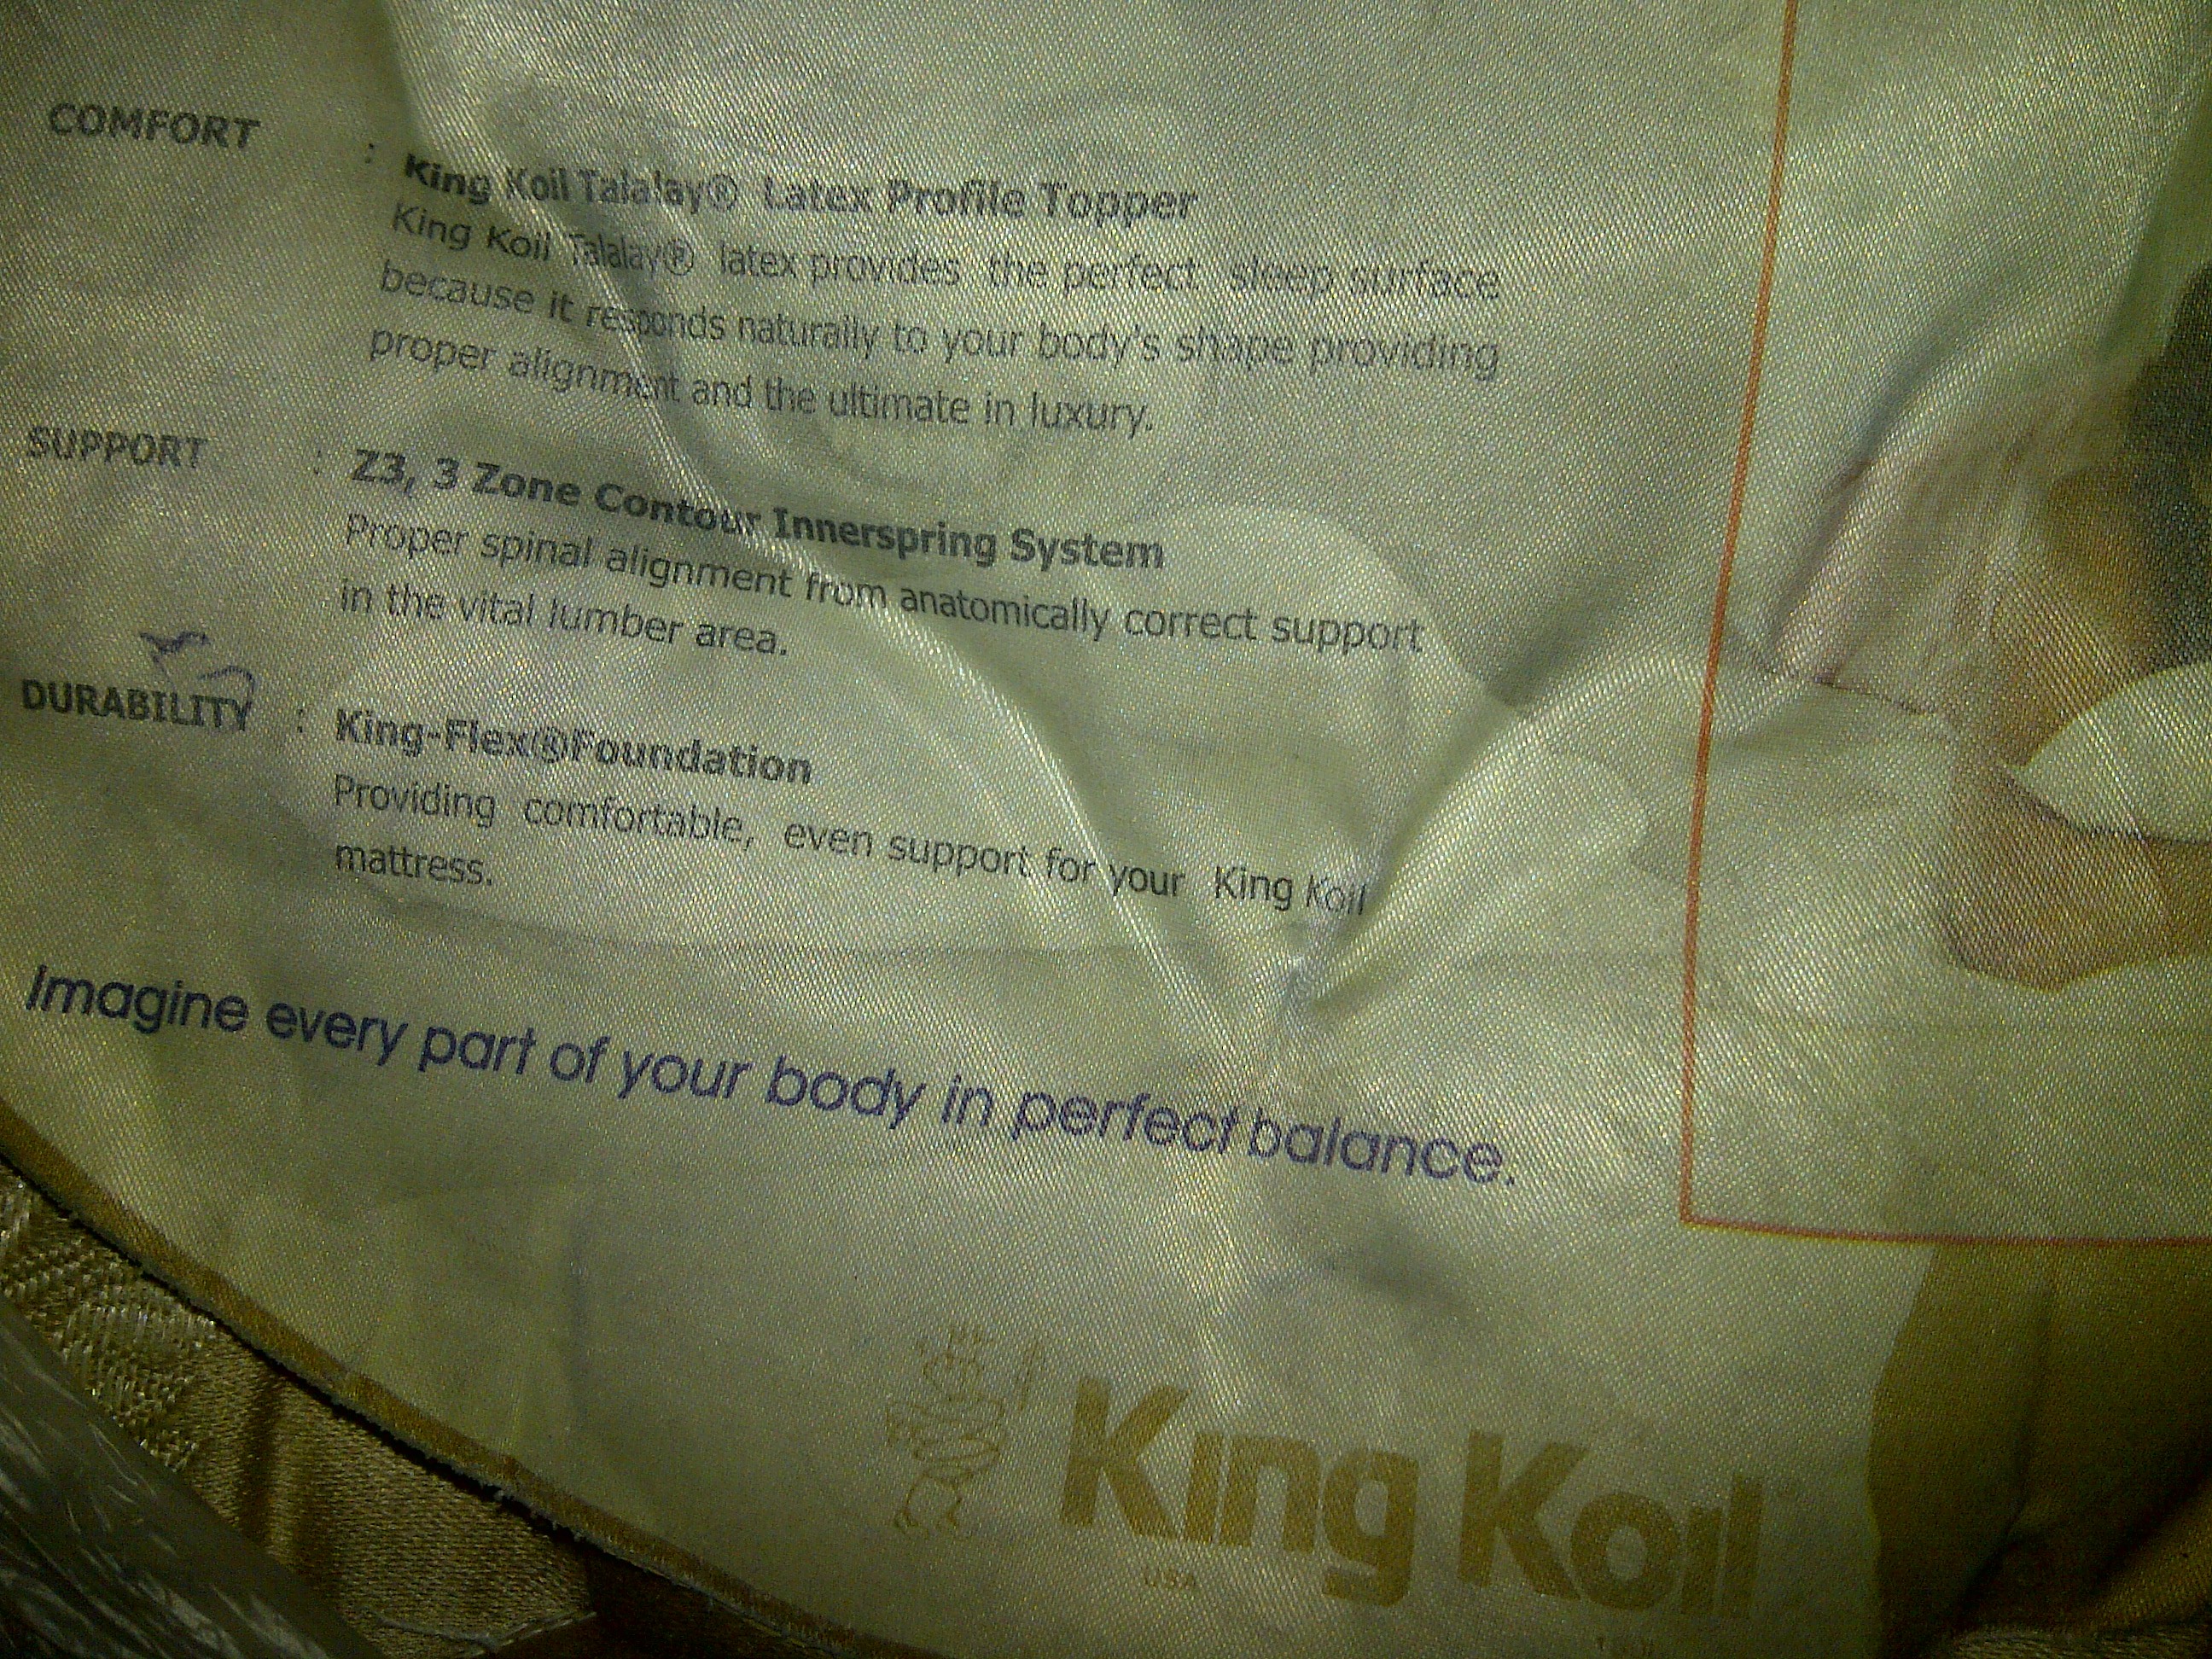 COMFORT : King Koil Talalay® Latex Profile Topper
King Koil Talalay® latex provides the perfect sleep surface
because it responds naturally to your body's shape providing
proper alignment and the ultimate in luxury.
SUPPORT : Z3, 3 Zone Contour Innerspring System
Proper spinal alignment from anatomically correct support
in the vital lumber area.
DURABILITY : King-Flex®Foundation
Providing comfortable, even support for your King Koil
mattress.
Imagine every part of your body in perfect balance.
King Koil
USA